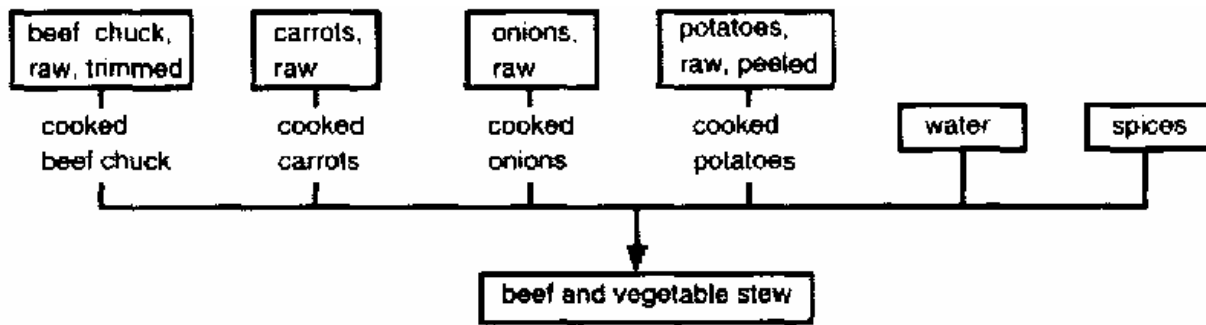 beef chuck,
raw, trimmed
carrots,
raw
onions,
raw
potatoes,
raw, peeled
cooked
beef chuck
cooked
carrots
cooked
onions
cooked
potatoes
water
spices
beef and vegetable stew